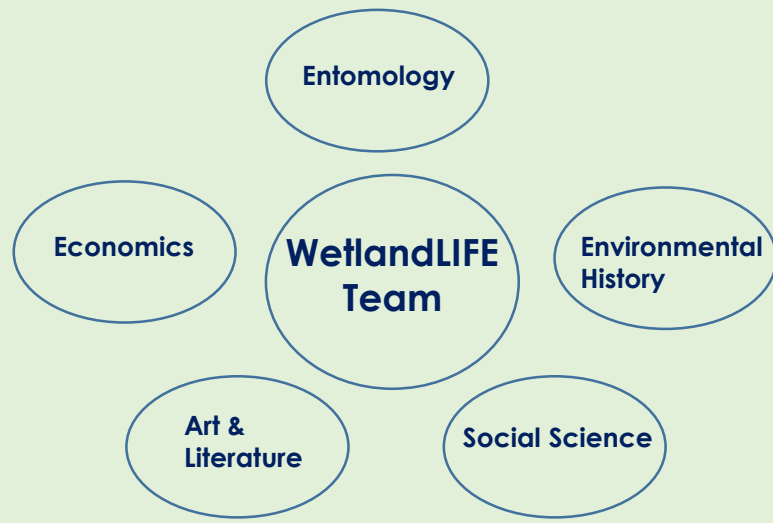 Entomology
Economics
WetlandLIFE
Team
Environmental
History
Art &
Literature
Social Science